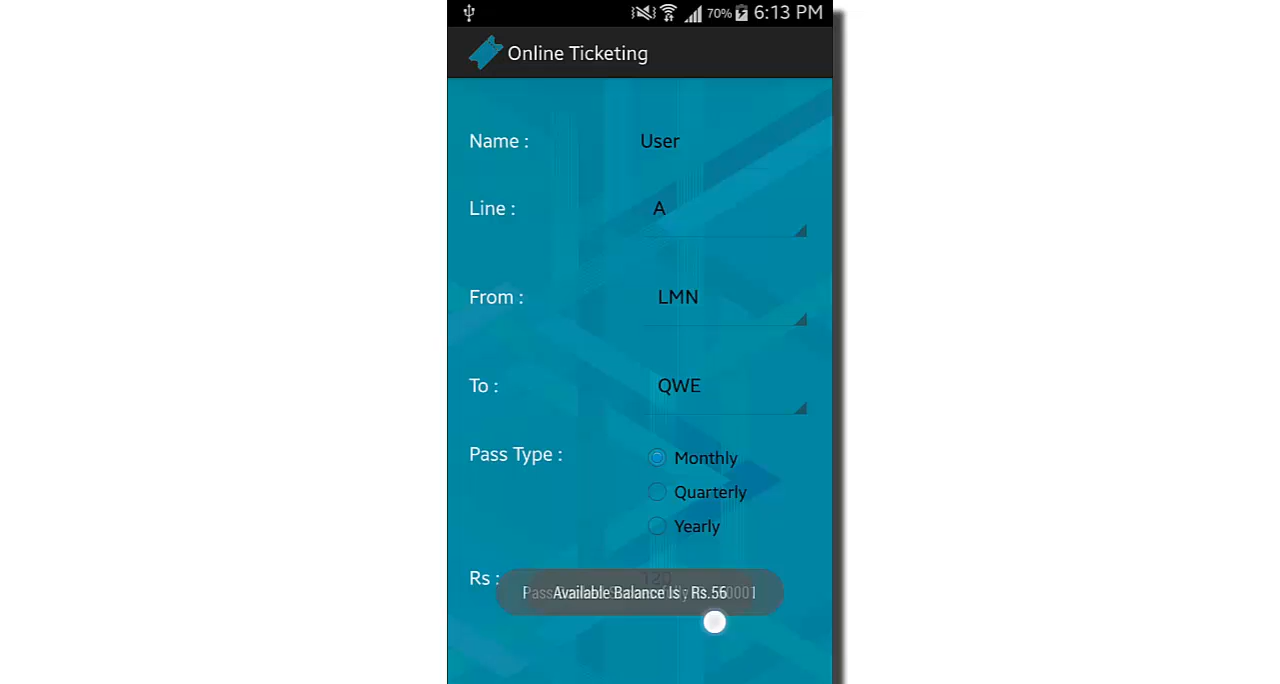 70% 6:13 PM
Online Ticketing
Name : User
Line : A
From : LMN
To : QWE
Pass Type : Monthly
Quarterly
Yearly
Rs :
Available Balance Is : Rs.56